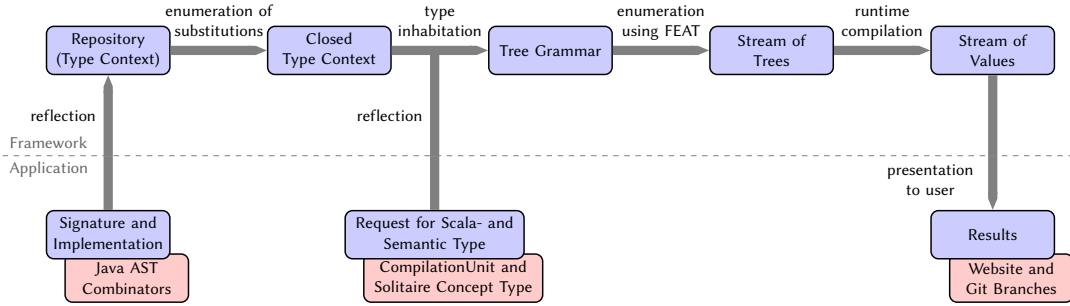 enumeration of
substitutions
type
inhabitation
enumeration
using FEAT
runtime
compilation
Repository
(Type Context)
Closed
Type Context
Tree Grammar
Stream of
Trees
Stream of
Values
reflection
reflection
Framework
Application
presentation
to user
Signature and
Implementation
Request for Scala- and
Semantic Type
Results
Java AST
Combinators
CompilationUnit and
Solitaire Concept Type
Website and
Git Branches